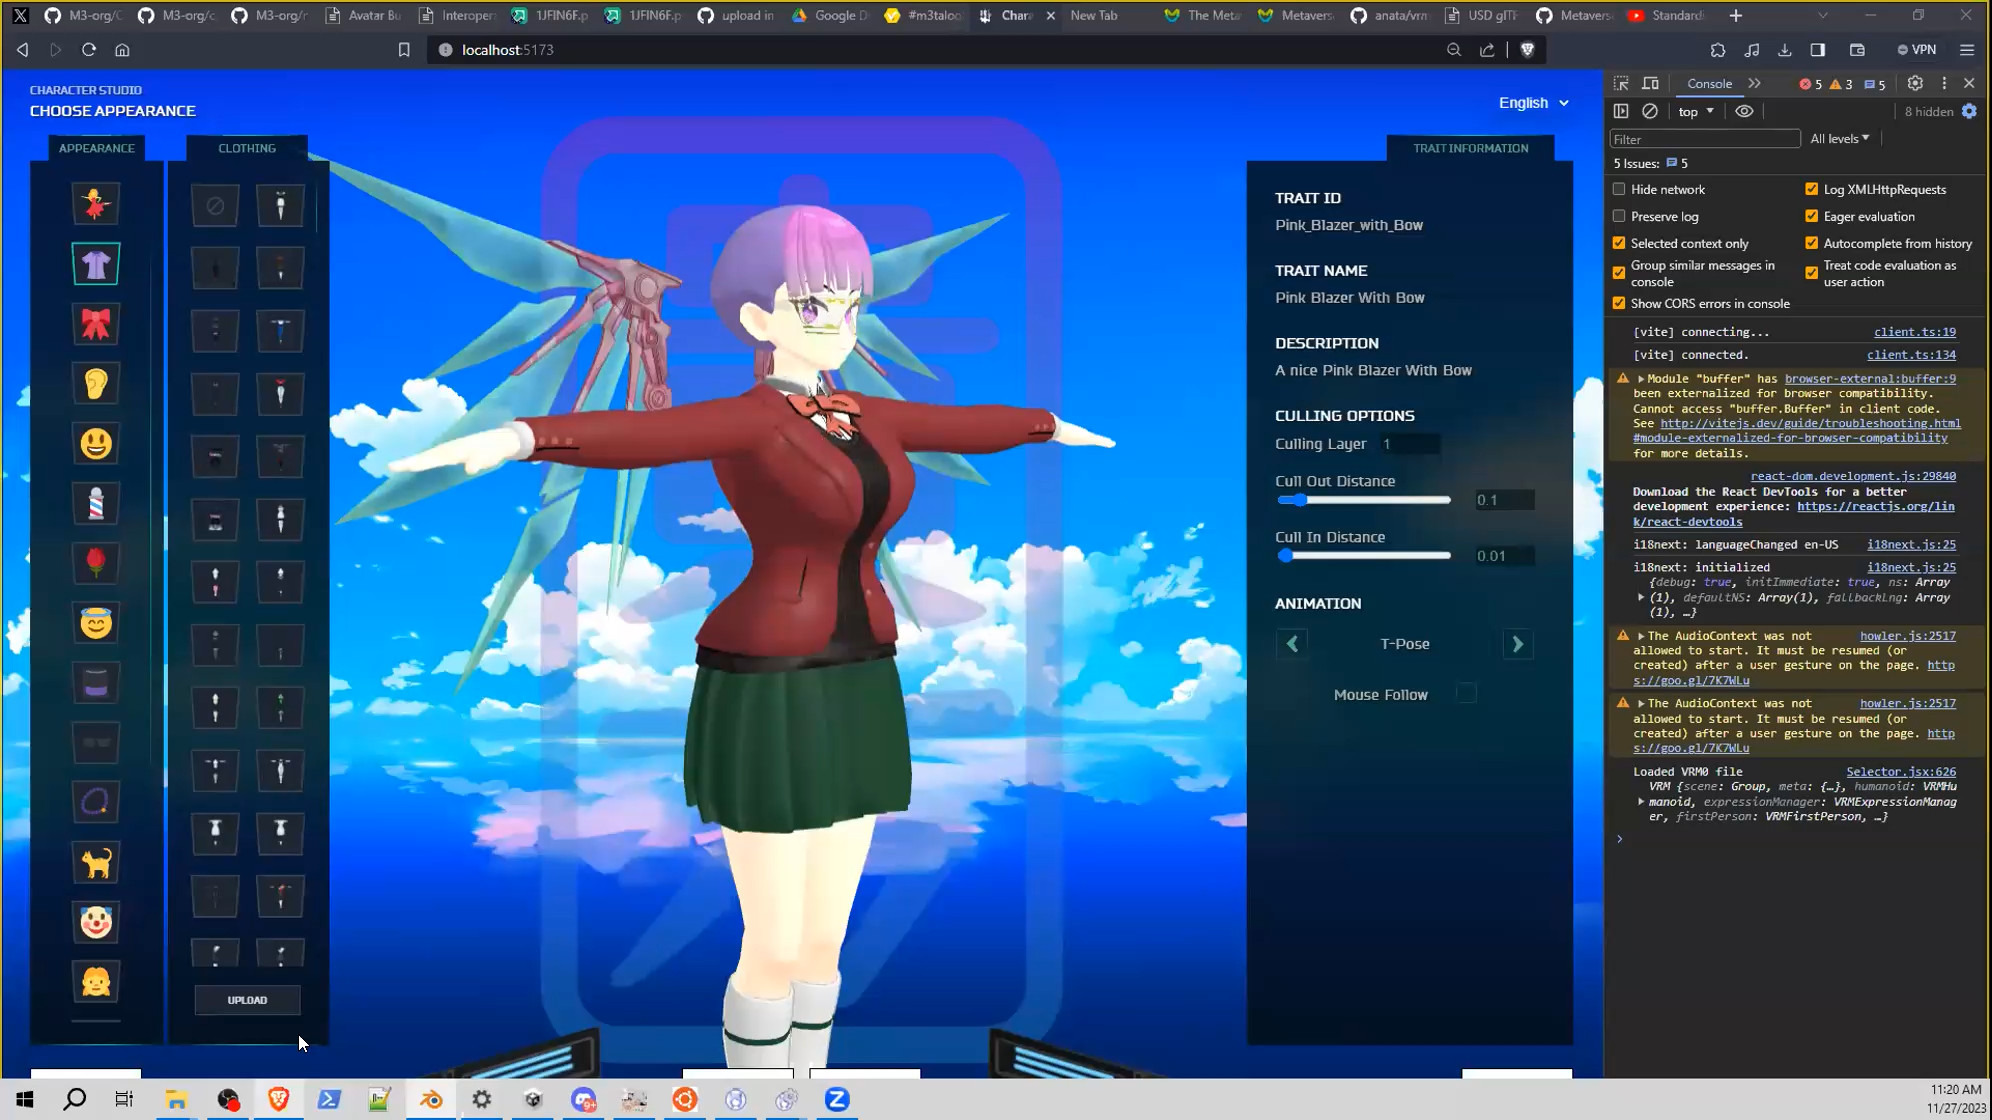 M3-org/c
M3-org/c
M3-org/r
Avatar Bu
Interoper
1JFIN6F.p
1JFIN6F.p
upload in
Google D
#m3taloo
Chara
New Tab
The Meta
Metavers
anata/vrm
USD glTF
Metavers
Standard
localhost:5173
VPN
CHARACTER STUDIO
CHOOSE APPEARANCE
English
APPEARANCE
CLOTHING
UPLOAD
TRAIT INFORMATION
TRAIT ID
Pink_Blazer_with_Bow
TRAIT NAME
Pink Blazer With Bow
DESCRIPTION
A nice Pink Blazer With Bow
CULLING OPTIONS
Culling Layer 1
Cull Out Distance
0.1
Cull In Distance
0.01
ANIMATION
T-Pose
Mouse Follow
Console
5 3 5
top
8 hidden
Filter
All levels
5 Issues: 5
Hide network
Log XMLHttpRequests
Preserve log
Eager evaluation
Selected context only
Autocomplete from history
Group similar messages in
console
Treat code evaluation as
user action
Show CORS errors in console
[vite] connecting... client.ts:19
[vite] connected. client.ts:134
Module "buffer" has browser-external:buffer:9
been externalized for browser compatibility.
Cannot access "buffer.Buffer" in client code.
See http://vitejs.dev/guide/troubleshooting.html
#module-externalized-for-browser-compatibility
for more details.
react-dom.development.js:29840
Download the React DevTools for a better
development experience: https://reactjs.org/lin
k/react-devtools
i18next: languageChanged en-US i18next.js:25
i18next: initialized i18next.js:25
{debug: true, initImmediate: true, ns: Array
(1), defaultNS: Array(1), fallbackLng: Array
(1), …}
The AudioContext was not howler.js:2517
allowed to start. It must be resumed (or
created) after a user gesture on the page. http
s://goo.gl/7K7WLu
The AudioContext was not howler.js:2517
allowed to start. It must be resumed (or
created) after a user gesture on the page. http
s://goo.gl/7K7WLu
Loaded VRM0 file Selector.jsx:626
VRM {scene: Group, meta: {…}, humanoid: VRMHu
manoid, expressionManager: VRMExpressionManag
er, firstPerson: VRMFirstPerson, …}
11:20 AM
11/27/2023